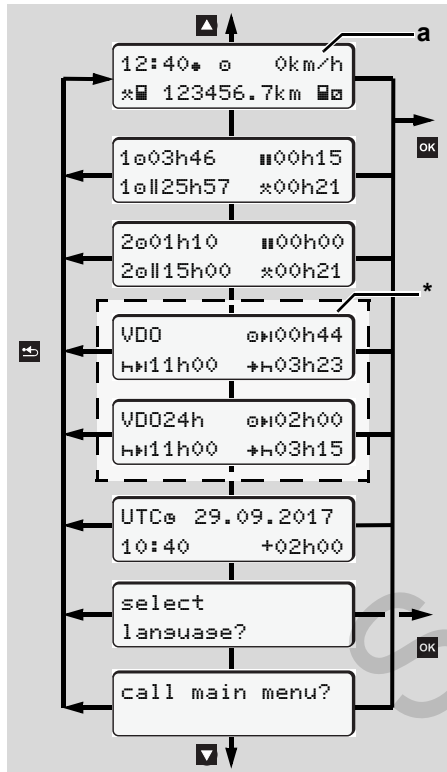 a
12:40● ⊙ 0km/h
123456.7km
OK
1⊙03h46 00h15
1⊙‖25h57 00h21
2⊙01h10 00h00
2⊙‖15h00 00h21
*
VDO 00h44
11h00 03h23
VDO24h 02h00
11h00 03h15
UTC 29.09.2017
10:40 +02h00
select
language?
OK
call main menu?